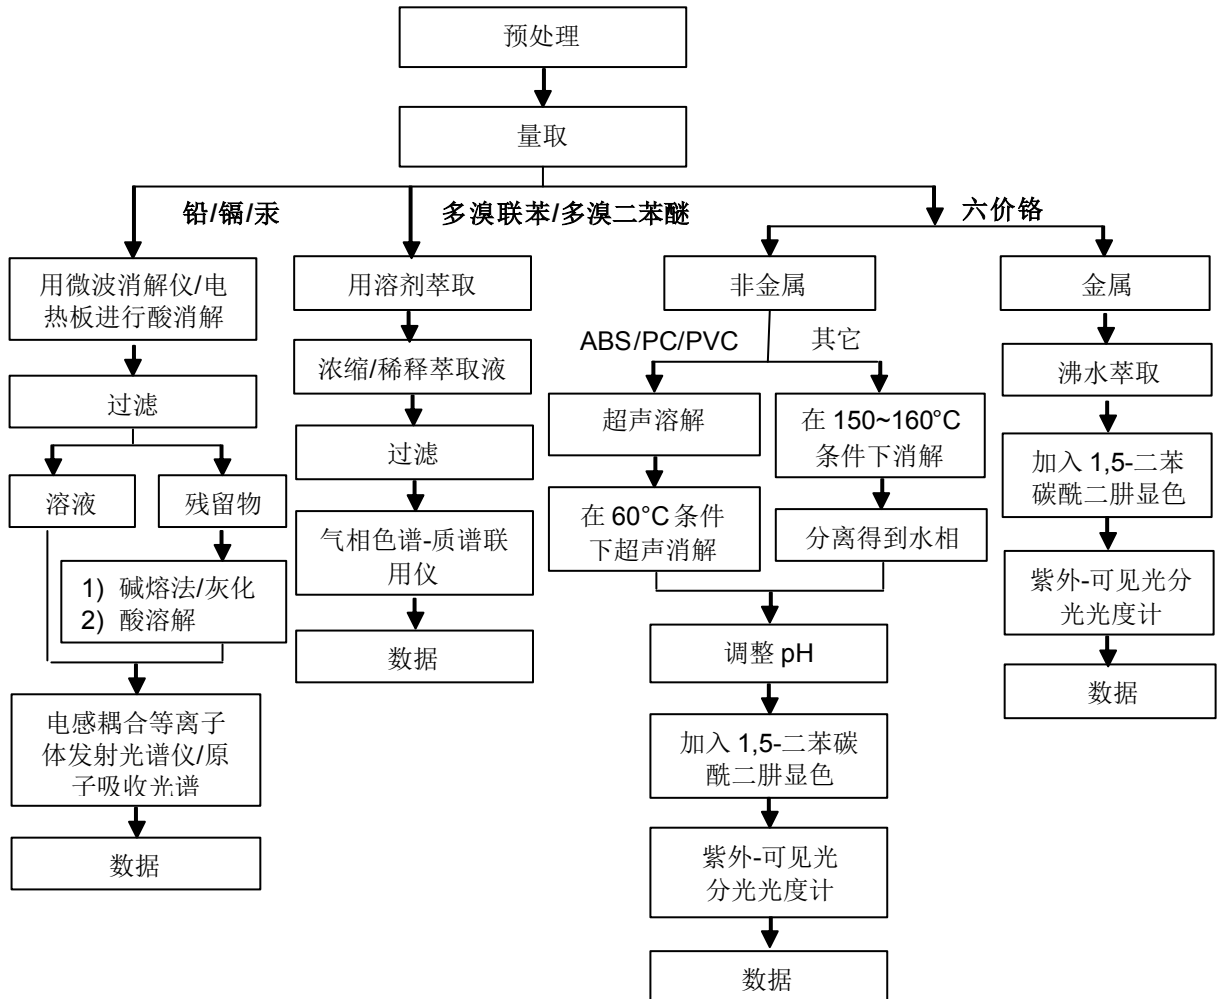 预处理
量取
铅/镉/汞
多溴联苯/多溴二苯醚
六价铬
用微波消解仪/电
热板进行酸消解
过滤
溶液
残留物
1) 碱熔法/灰化
2) 酸溶解
电感耦合等离子
体发射光谱仪/原
子吸收光谱
数据
用溶剂萃取
浓缩/稀释萃取液
过滤
气相色谱-质谱联
用仪
数据
非金属
ABS/PC/PVC
其它
超声溶解
在 60°C 条件
下超声消解
在 150~160°C
条件下消解
分离得到水相
调整 pH
加入 1,5-二苯碳
酰二肼显色
紫外-可见光
分光光度计
数据
金属
沸水萃取
加入 1,5-二苯
碳酰二肼显色
紫外-可见光分
光光度计
数据